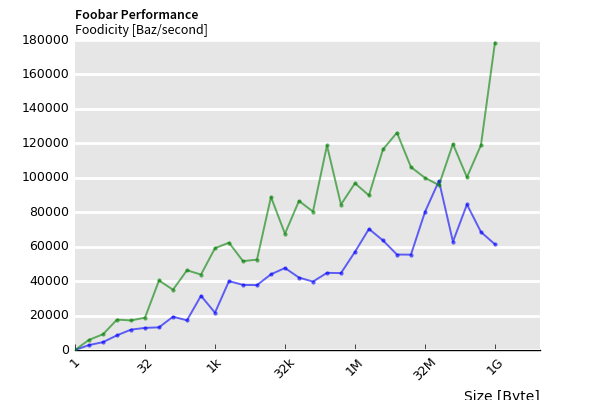 Foobar Performance
Foodicity [Baz/second]
180000
160000
140000
120000
100000
80000
60000
40000
20000
0
1
32
1k
32K
1M
32M
1G
Size [Byte]